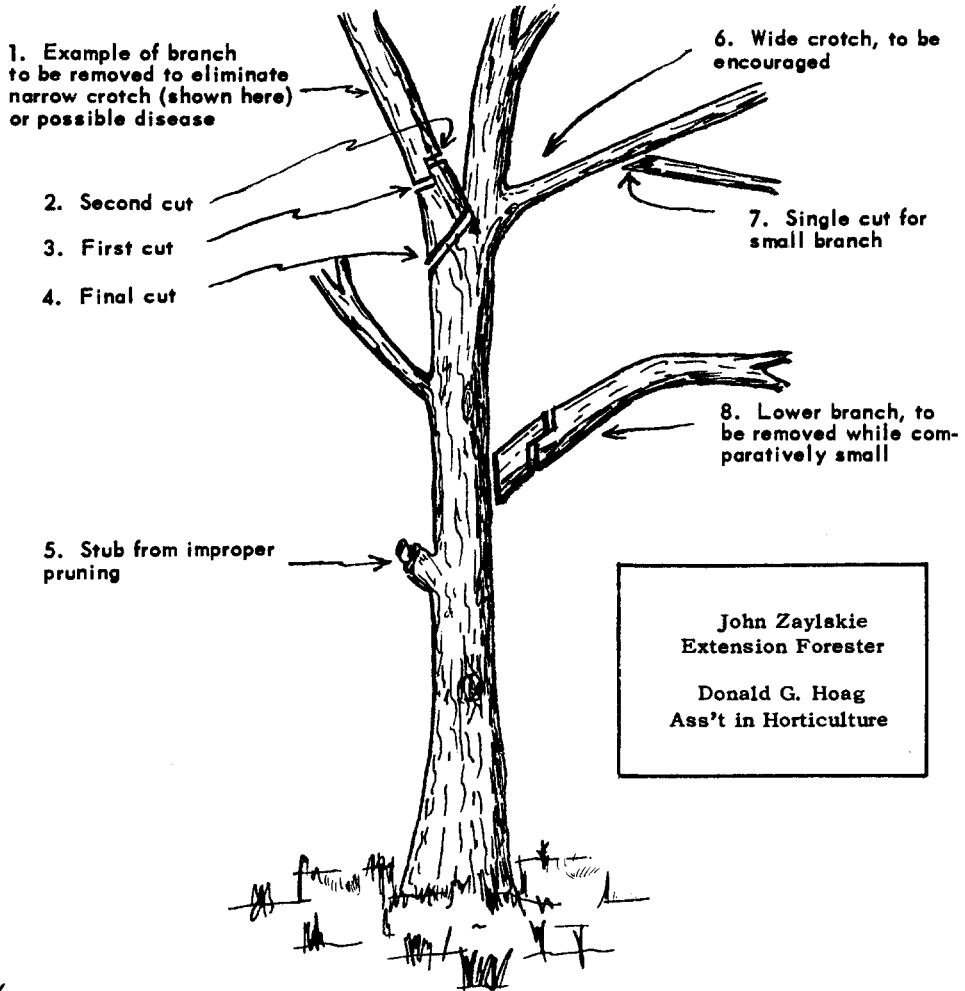 1. Example of branch
to be removed to eliminate
narrow crotch (shown here)
or possible disease
2. Second cut
3. First cut
4. Final cut
5. Stub from improper
pruning
6. Wide crotch, to be
encouraged
7. Single cut for
small branch
8. Lower branch, to
be removed while com-
paratively small
John Zaylskie
Extension Forester
Donald G. Hoag
Ass't in Horticulture